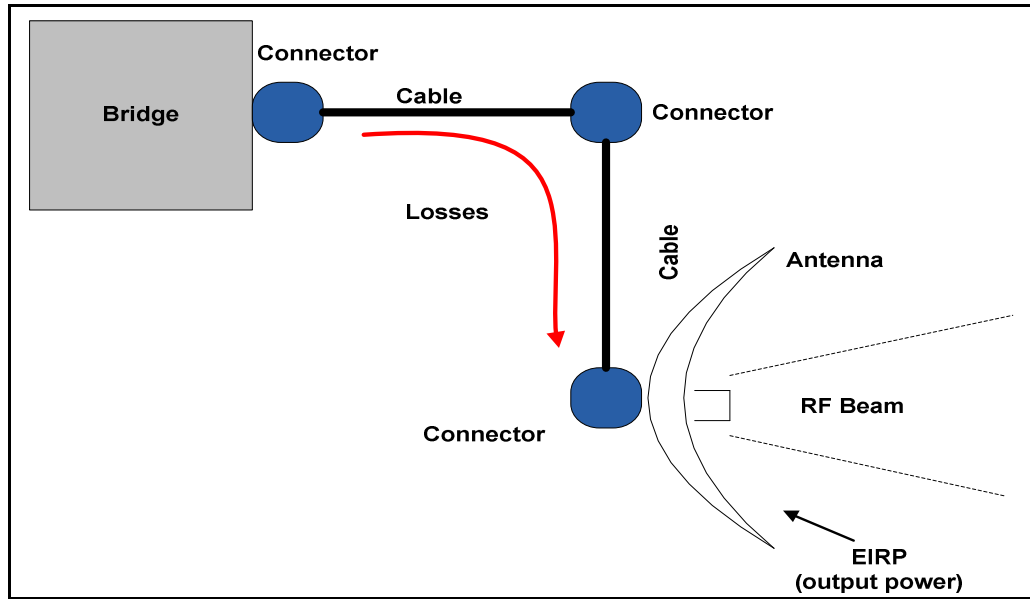 Connector
Bridge
Cable
Connector
Losses
Cable
Antenna
RF Beam
Connector
EIRP
(output power)